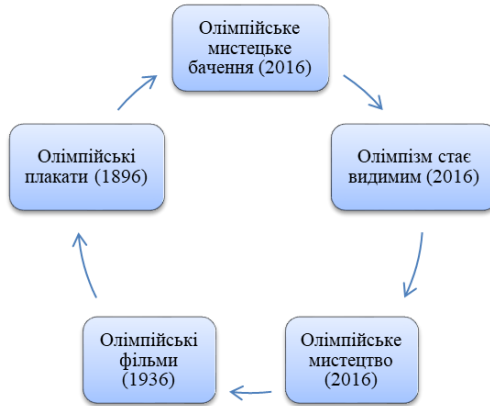 Олімпійське
мистецьке
бачення (2016)
Олімпізм стає
видимим (2016)
Олімпійське
мистецтво
(2016)
Олімпійські
фільми
(1936)
Олімпійські
плакати (1896)